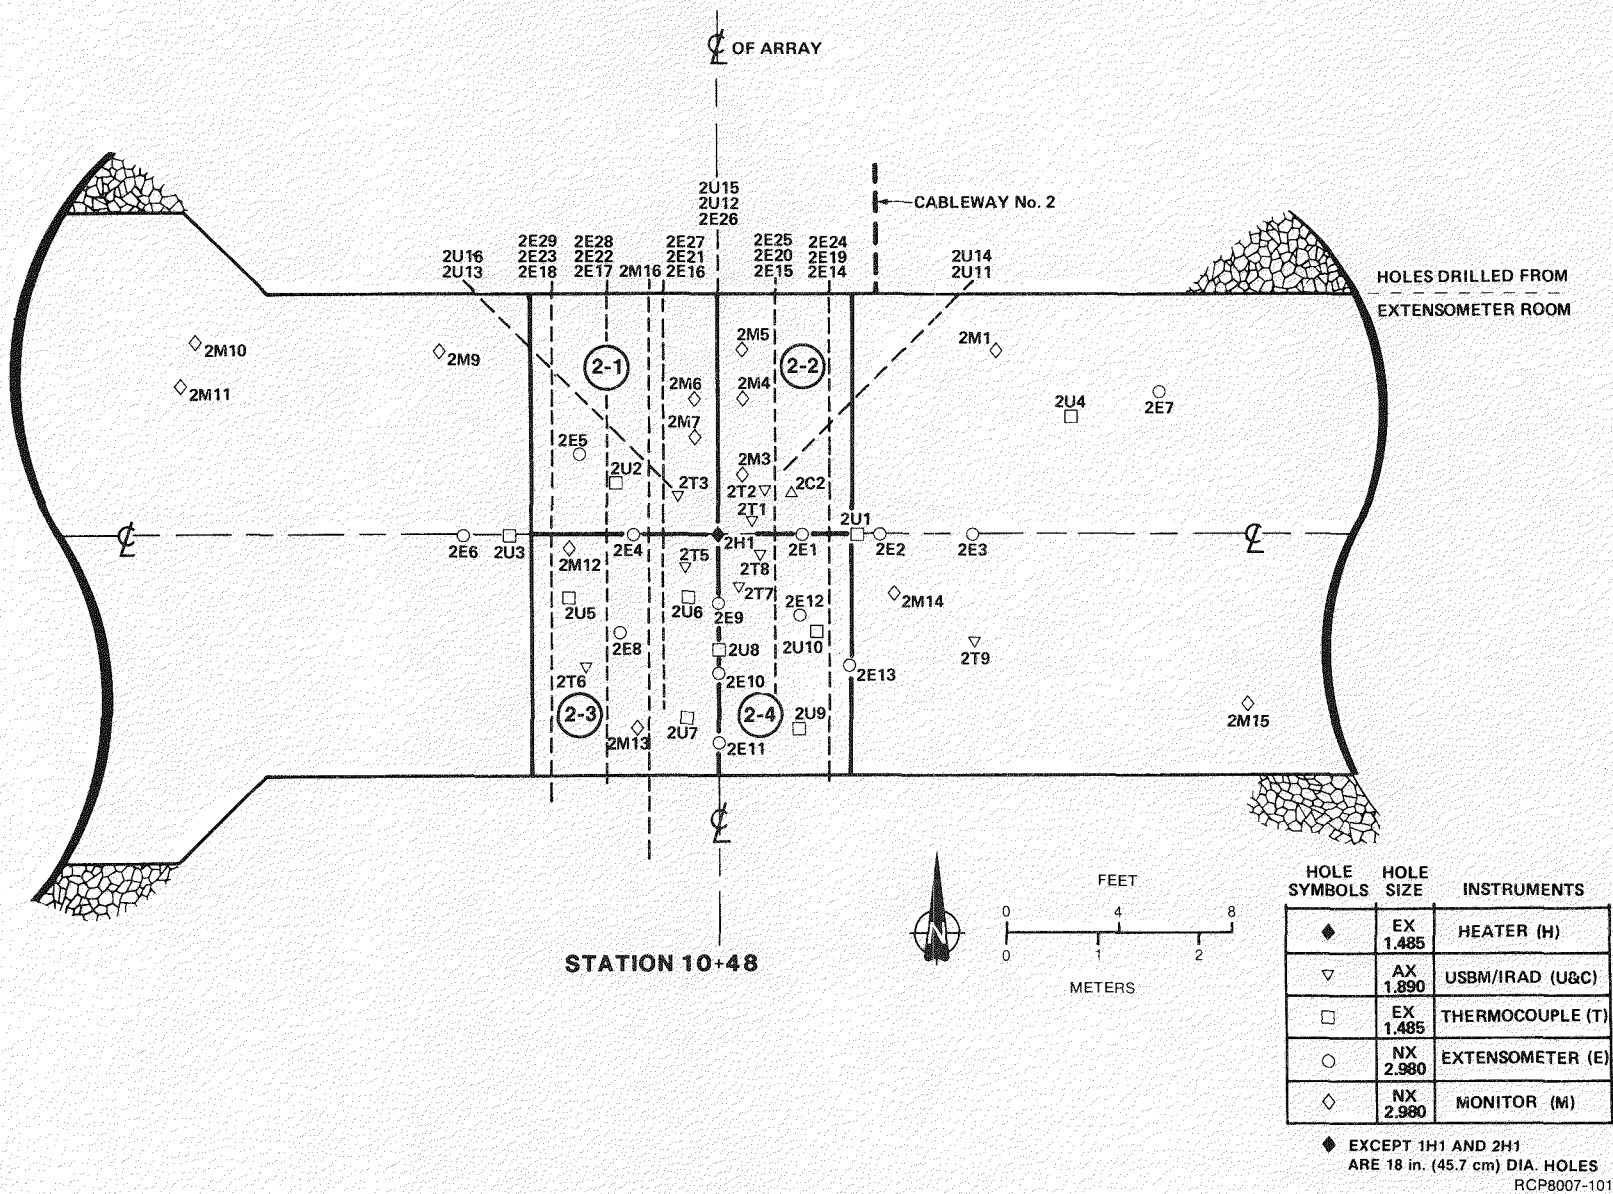 ℄ OF ARRAY
2U15
2U12
2E26
CABLEWAY No. 2
2U16
2U13
2E29
2E23
2E18
2E28
2E22
2E17
2M16
2E27
2E21
2E16
2E25
2E20
2E15
2E24
2E19
2E14
2U14
2U11
HOLES DRILLED FROM
EXTENSOMETER ROOM
2M10
2M11
2M9
2-1
2M5
2-2
2M1
2M6
2M4
2M7
2U4
2E7
2E5
2U2
2M3
2T3
2T2
2C2
2T1
2U1
℄
2E6
2U3
2E4
2H1
2E1
2E2
2E3
℄
2M12
2T5
2T8
2T7
2U5
2U6
2E9
2E12
2M14
2E8
2U8
2U10
2T9
2T6
2E10
2E13
2-3
2-4
2U9
2M15
2M13
2U7
2E11
℄
STATION 10+48
N
FEET
0 4 8
0 1 2
METERS
HOLE SYMBOLS HOLE SIZE INSTRUMENTS
EX 1.485 HEATER (H)
AX 1.890 USBM/IRAD (U&C)
EX 1.485 THERMOCOUPLE (T)
NX 2.980 EXTENSOMETER (E)
NX 2.980 MONITOR (M)
EXCEPT 1H1 AND 2H1
ARE 18 in. (45.7 cm) DIA. HOLES
RCP8007-101